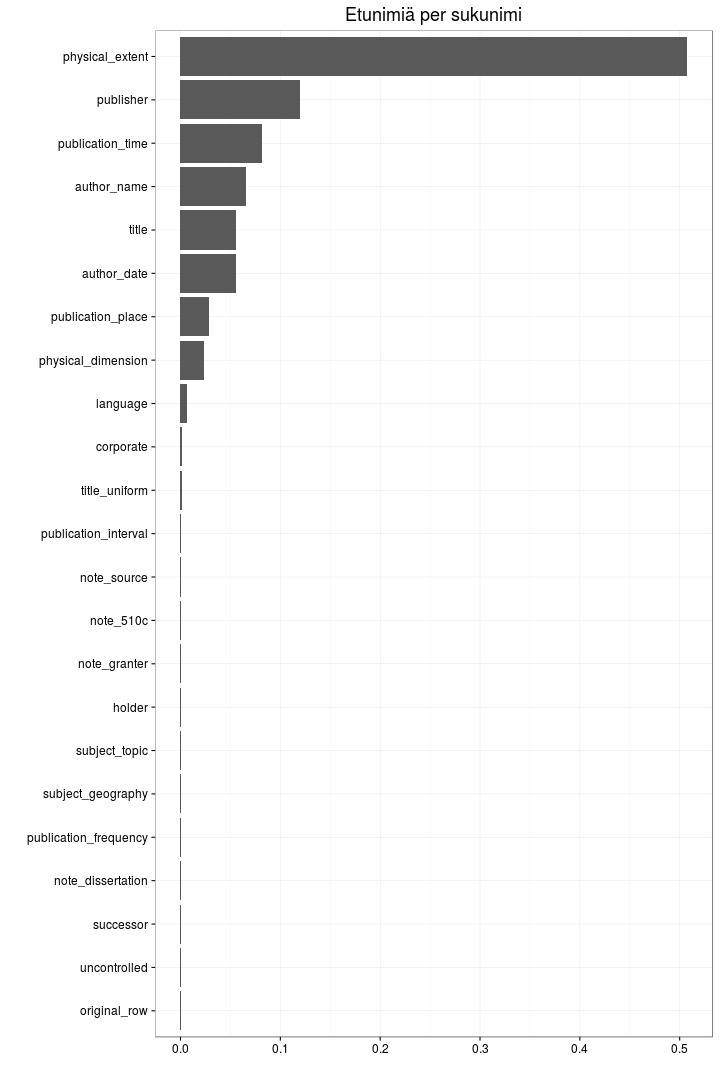 Etunimiä per sukunimi
physical_extent
publisher
publication_time
author_name
title
author_date
publication_place
physical_dimension
language
corporate
title_uniform
publication_interval
note_source
note_510c
note_granter
holder
subject_topic
subject_geography
publication_frequency
note_dissertation
successor
uncontrolled
original_row
0.0 0.1 0.2 0.3 0.4 0.5